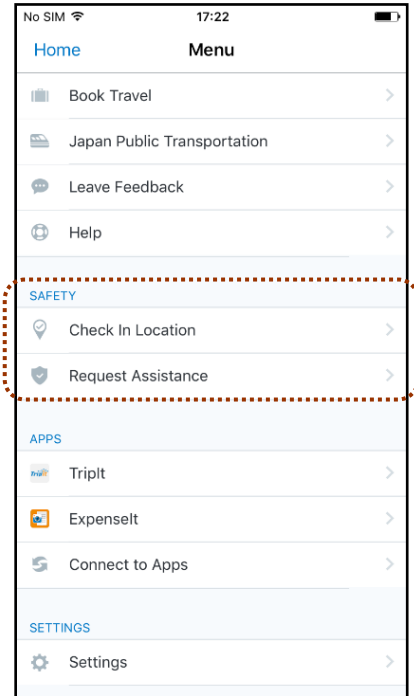 No SIM 17:22
Home Menu
Book Travel
Japan Public Transportation
Leave Feedback
Help
SAFETY
Check In Location
Request Assistance
APPS
TripIt
ExpenseIt
Connect to Apps
SETTINGS
Settings